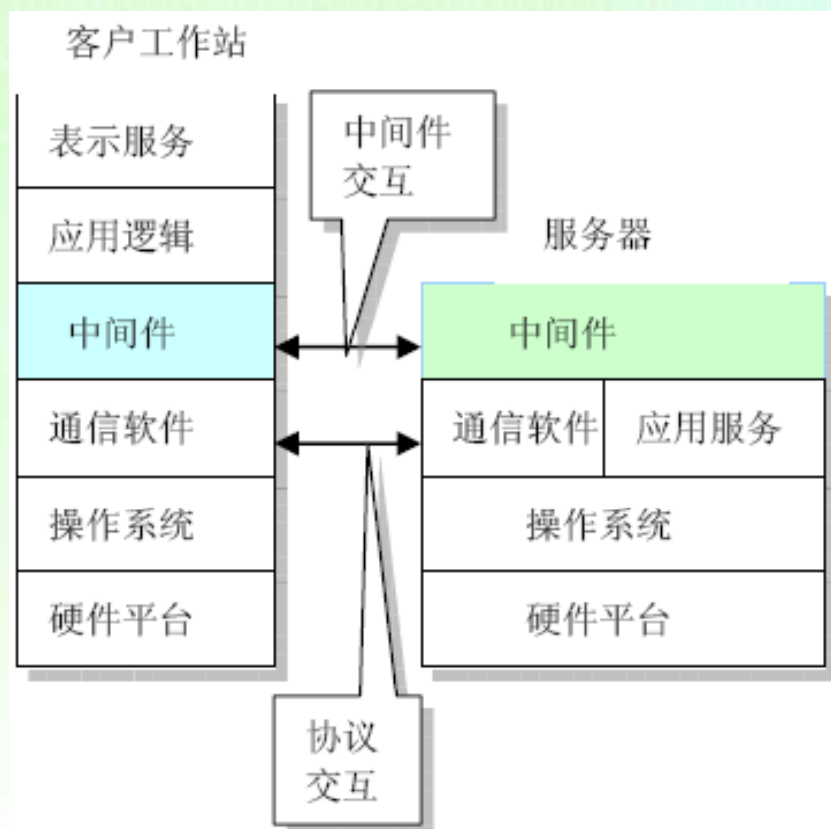 客户工作站
表示服务
应用逻辑
中间件
通信软件
操作系统
硬件平台
中间件
交互
服务器
中间件
通信软件
应用服务
操作系统
硬件平台
协议
交互